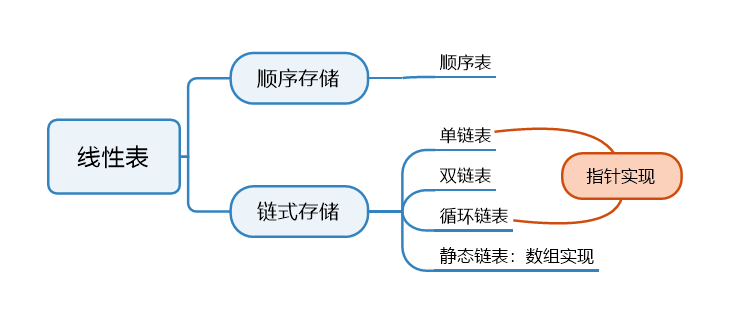 线性表
顺序存储
顺序表
链式存储
单链表
双链表
循环链表
静态链表：数组实现
指针实现